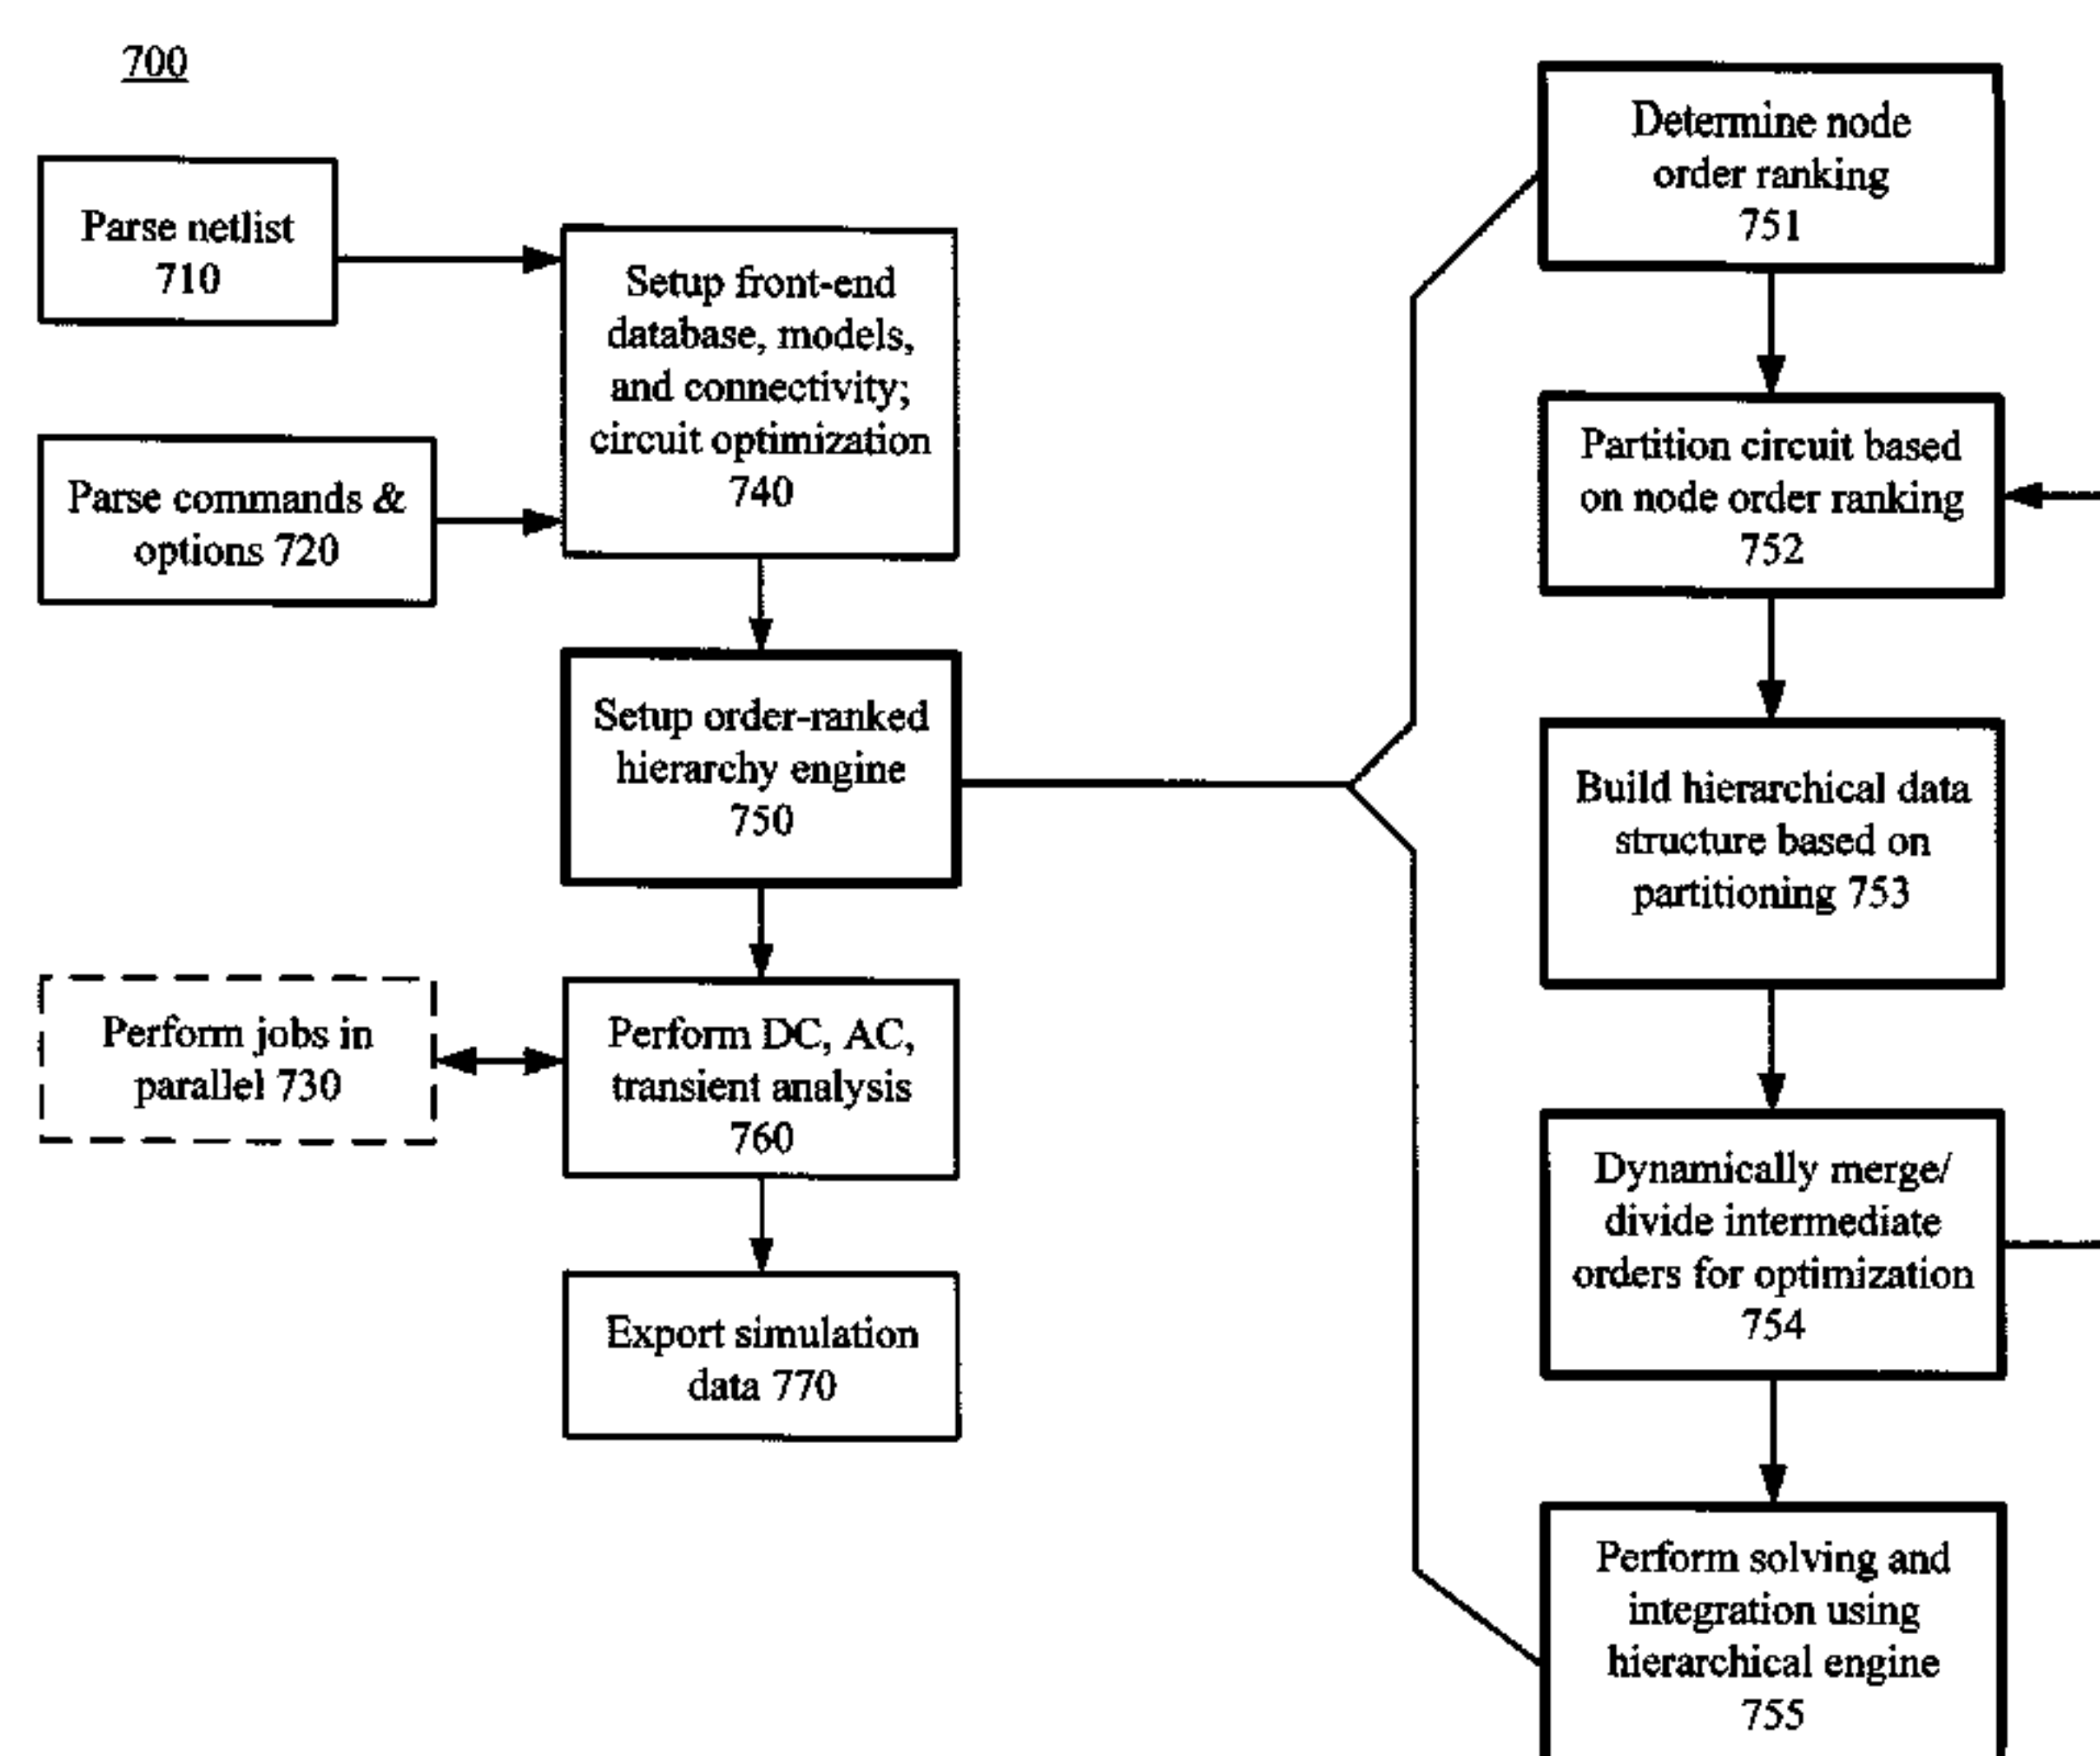 700
Parse netlist
710
Parse commands &
options 720
Setup front-end
database, models,
and connectivity;
circuit optimization
740
Setup order-ranked
hierarchy engine
750
Perform jobs in
parallel 730
Perform DC, AC,
transient analysis
760
Export simulation
data 770
Determine node
order ranking
751
Partition circuit based
on node order ranking
752
Build hierarchical data
structure based on
partitioning 753
Dynamically merge/
divide intermediate
orders for optimization
754
Perform solving and
integration using
hierarchical engine
755